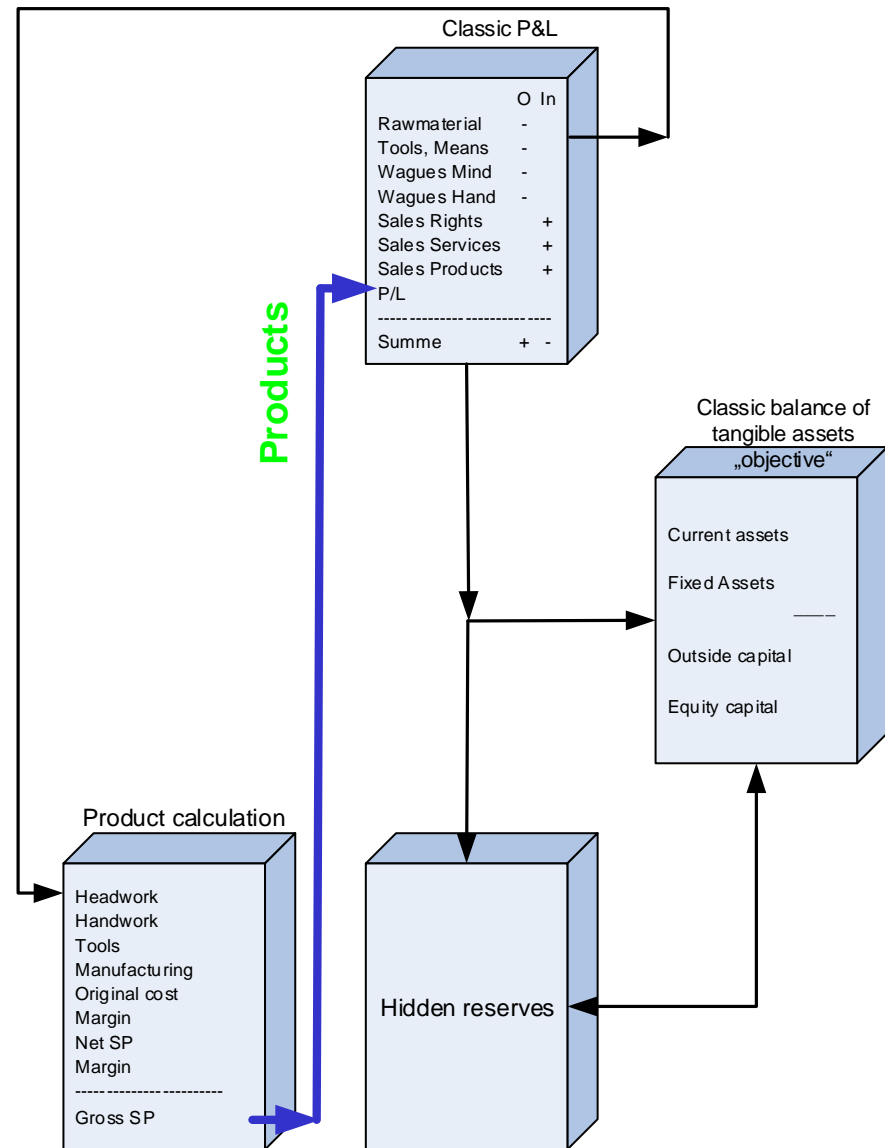 Classic P&L
O In
Rawmaterial -
Tools, Means -
Wagues Mind -
Wagues Hand -
Sales Rights +
Sales Services +
Sales Products +
P/L
------------------------------
Summe + -
Products
Classic balance of
tangible assets
„objective“
Current assets
Fixed Assets
____
Outside capital
Equity capital
Product calculation
Headwork
Handwork
Tools
Manufacturing
Original cost
Margin
Net SP
Margin
------------------------
Gross SP
Hidden reserves